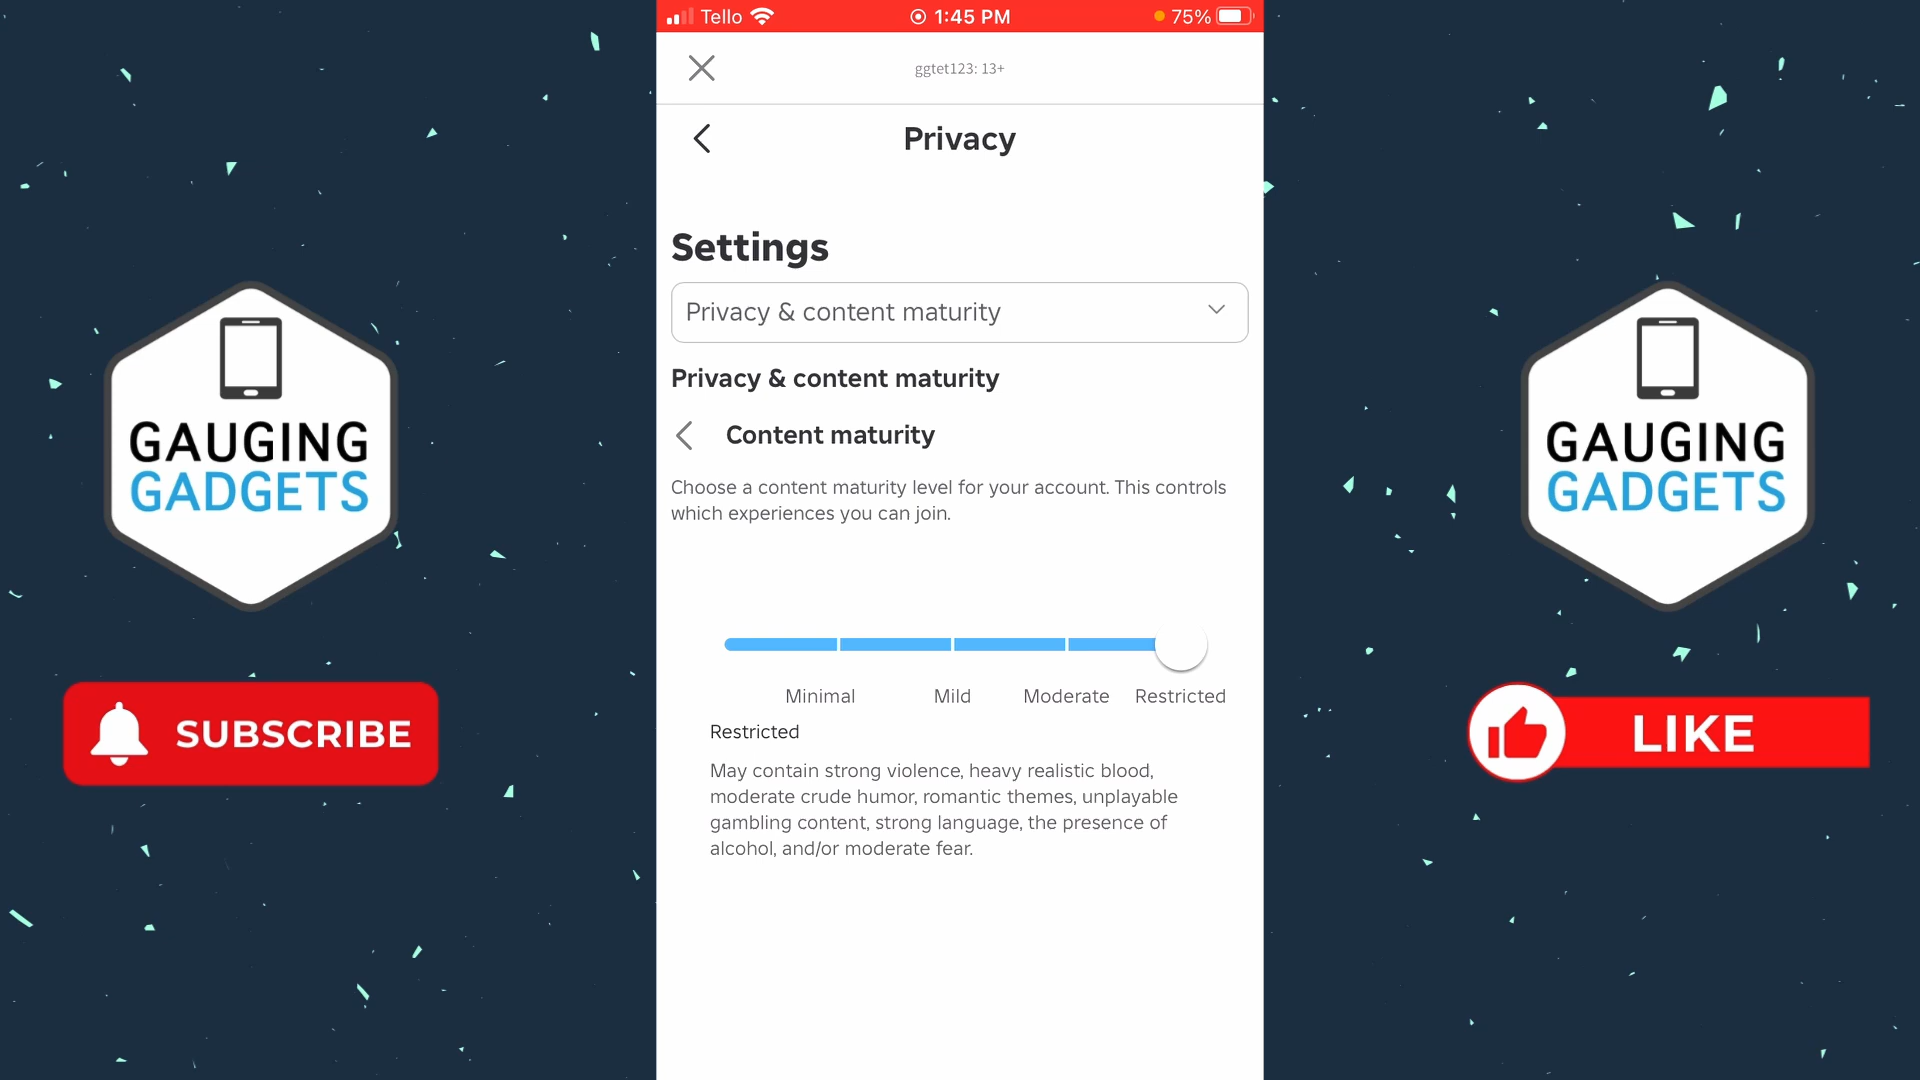 Tello
1:45 PM
75%
ggtet123: 13+
Privacy
Settings
Privacy & content maturity
Privacy & content maturity
Content maturity
Choose a content maturity level for your account. This controls
which experiences you can join.
Minimal
Mild
Moderate
Restricted
Restricted
May contain strong violence, heavy realistic blood,
moderate crude humor, romantic themes, unplayable
gambling content, strong language, the presence of
alcohol, and/or moderate fear.
GAUGING
GADGETS
SUBSCRIBE
GAUGING
GADGETS
LIKE